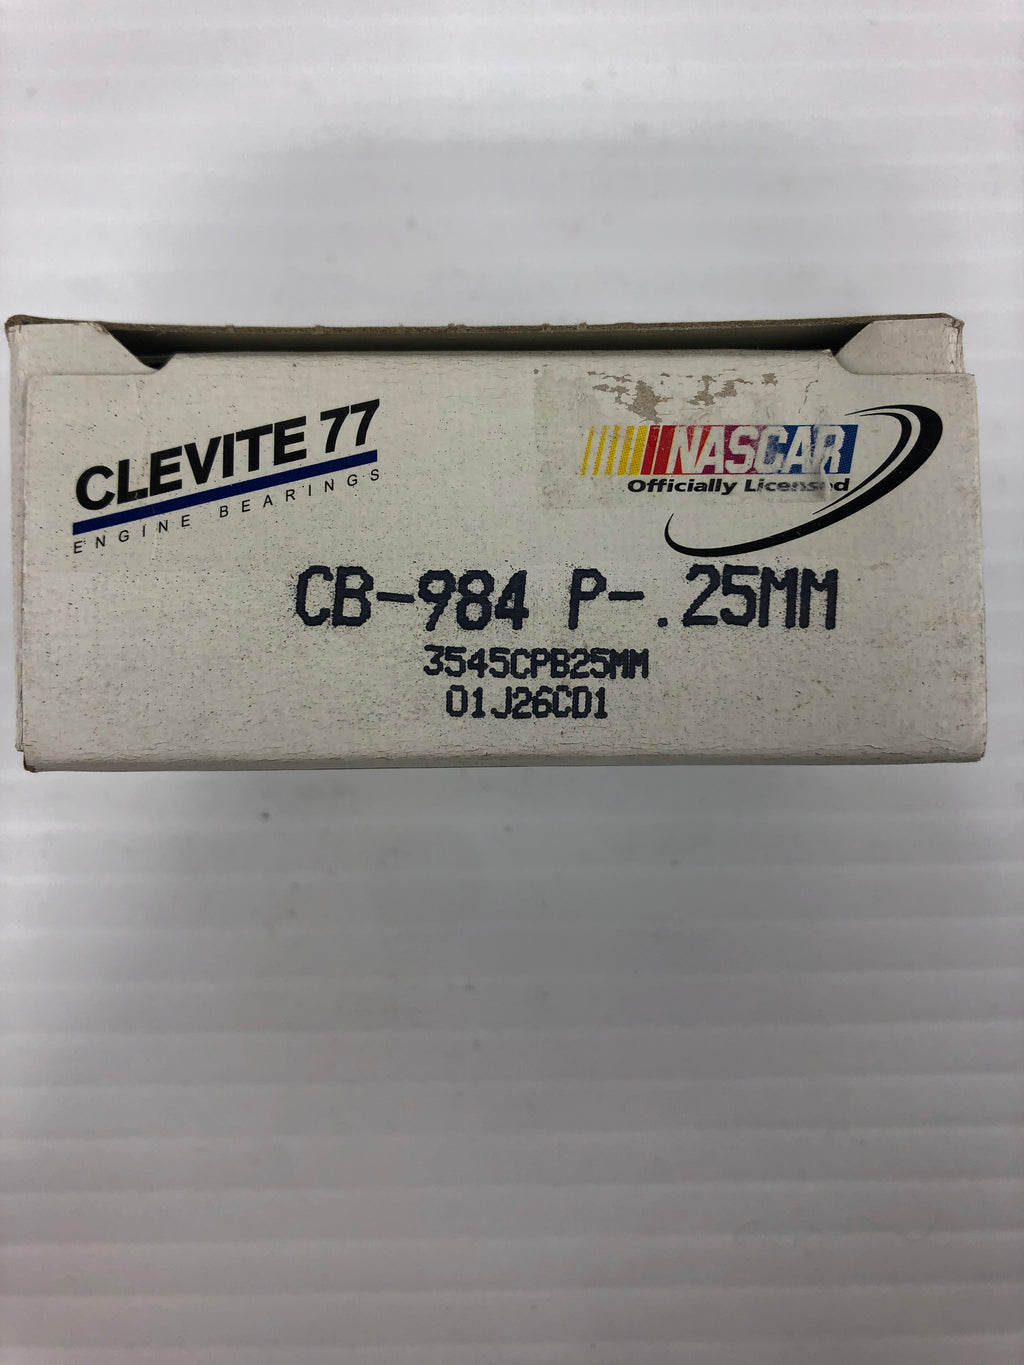 CLEVITE 77
ENGINE BEARINGS
NASCAR
Officially Licensed
CB-984 P-.25MM
3545CPB25MM
01J26CD1